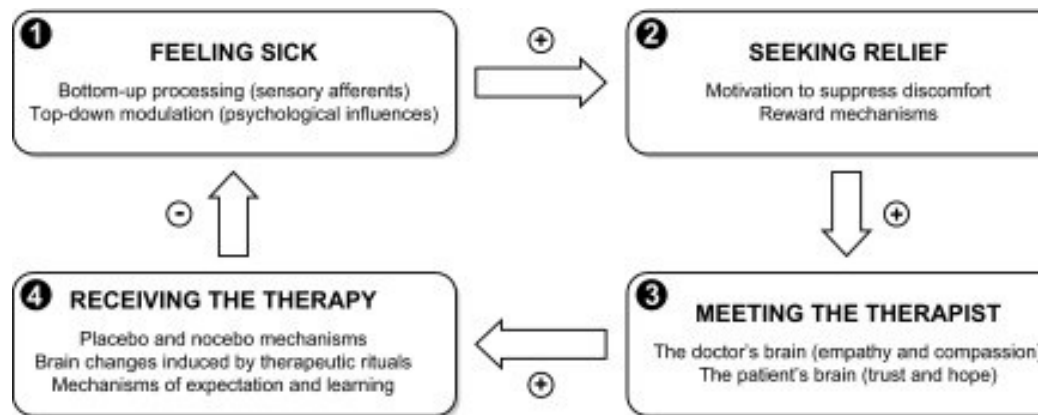 1
FEELING SICK
Bottom-up processing (sensory afferents)
Top-down modulation (psychological influences)
+
2
SEEKING RELIEF
Motivation to suppress discomfort
Reward mechanisms
+
3
MEETING THE THERAPIST
The doctor's brain (empathy and compassion)
The patient's brain (trust and hope)
+
4
RECEIVING THE THERAPY
Placebo and nocebo mechanisms
Brain changes induced by therapeutic rituals
Mechanisms of expectation and learning
-